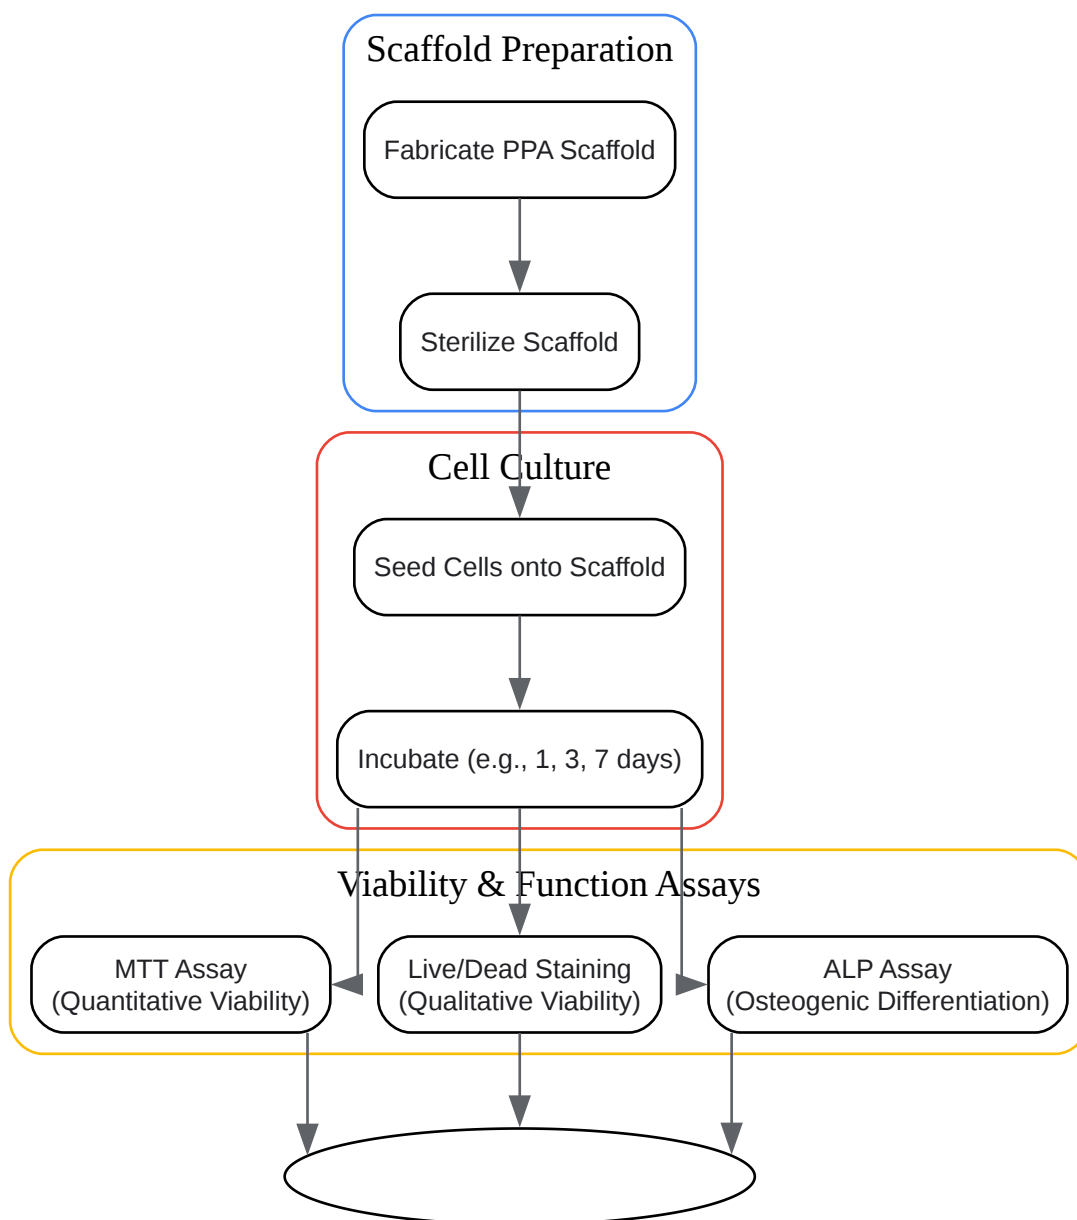 Scaffold Preparation
Fabricate PPA Scaffold
Sterilize Scaffold
Cell Culture
Seed Cells onto Scaffold
Incubate (e.g., 1, 3, 7 days)
Viability & Function Assays
MTT Assay
(Quantitative Viability)
Live/Dead Staining
(Qualitative Viability)
ALP Assay
(Osteogenic Differentiation)